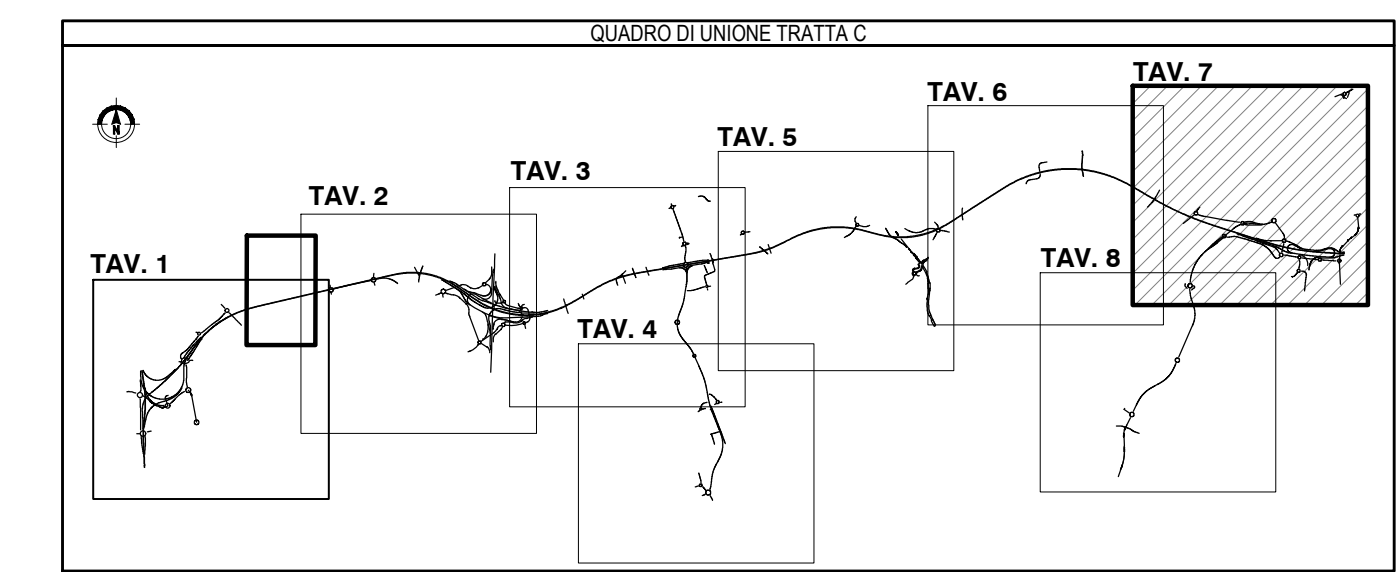 QUADRO DI UNIONE TRATTA C
TAV. 7
TAV. 6
TAV. 5
TAV. 3
TAV. 2
TAV. 1
TAV. 8
TAV. 4
N